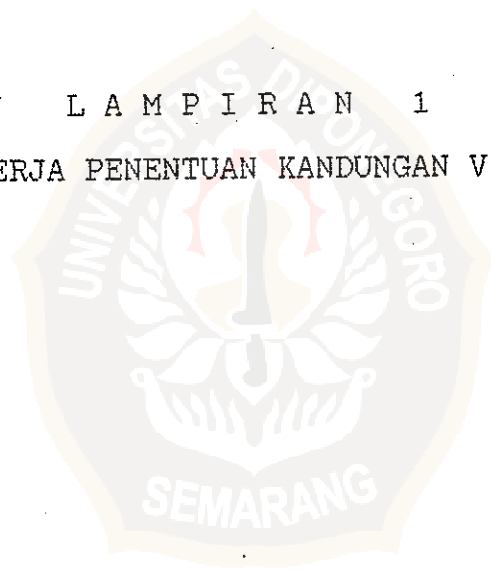 L A M P I R A N 1
ERJA PENENTUAN KANDUNGAN V
UNIVERSITAS DIPONEGORO
SEMARANG